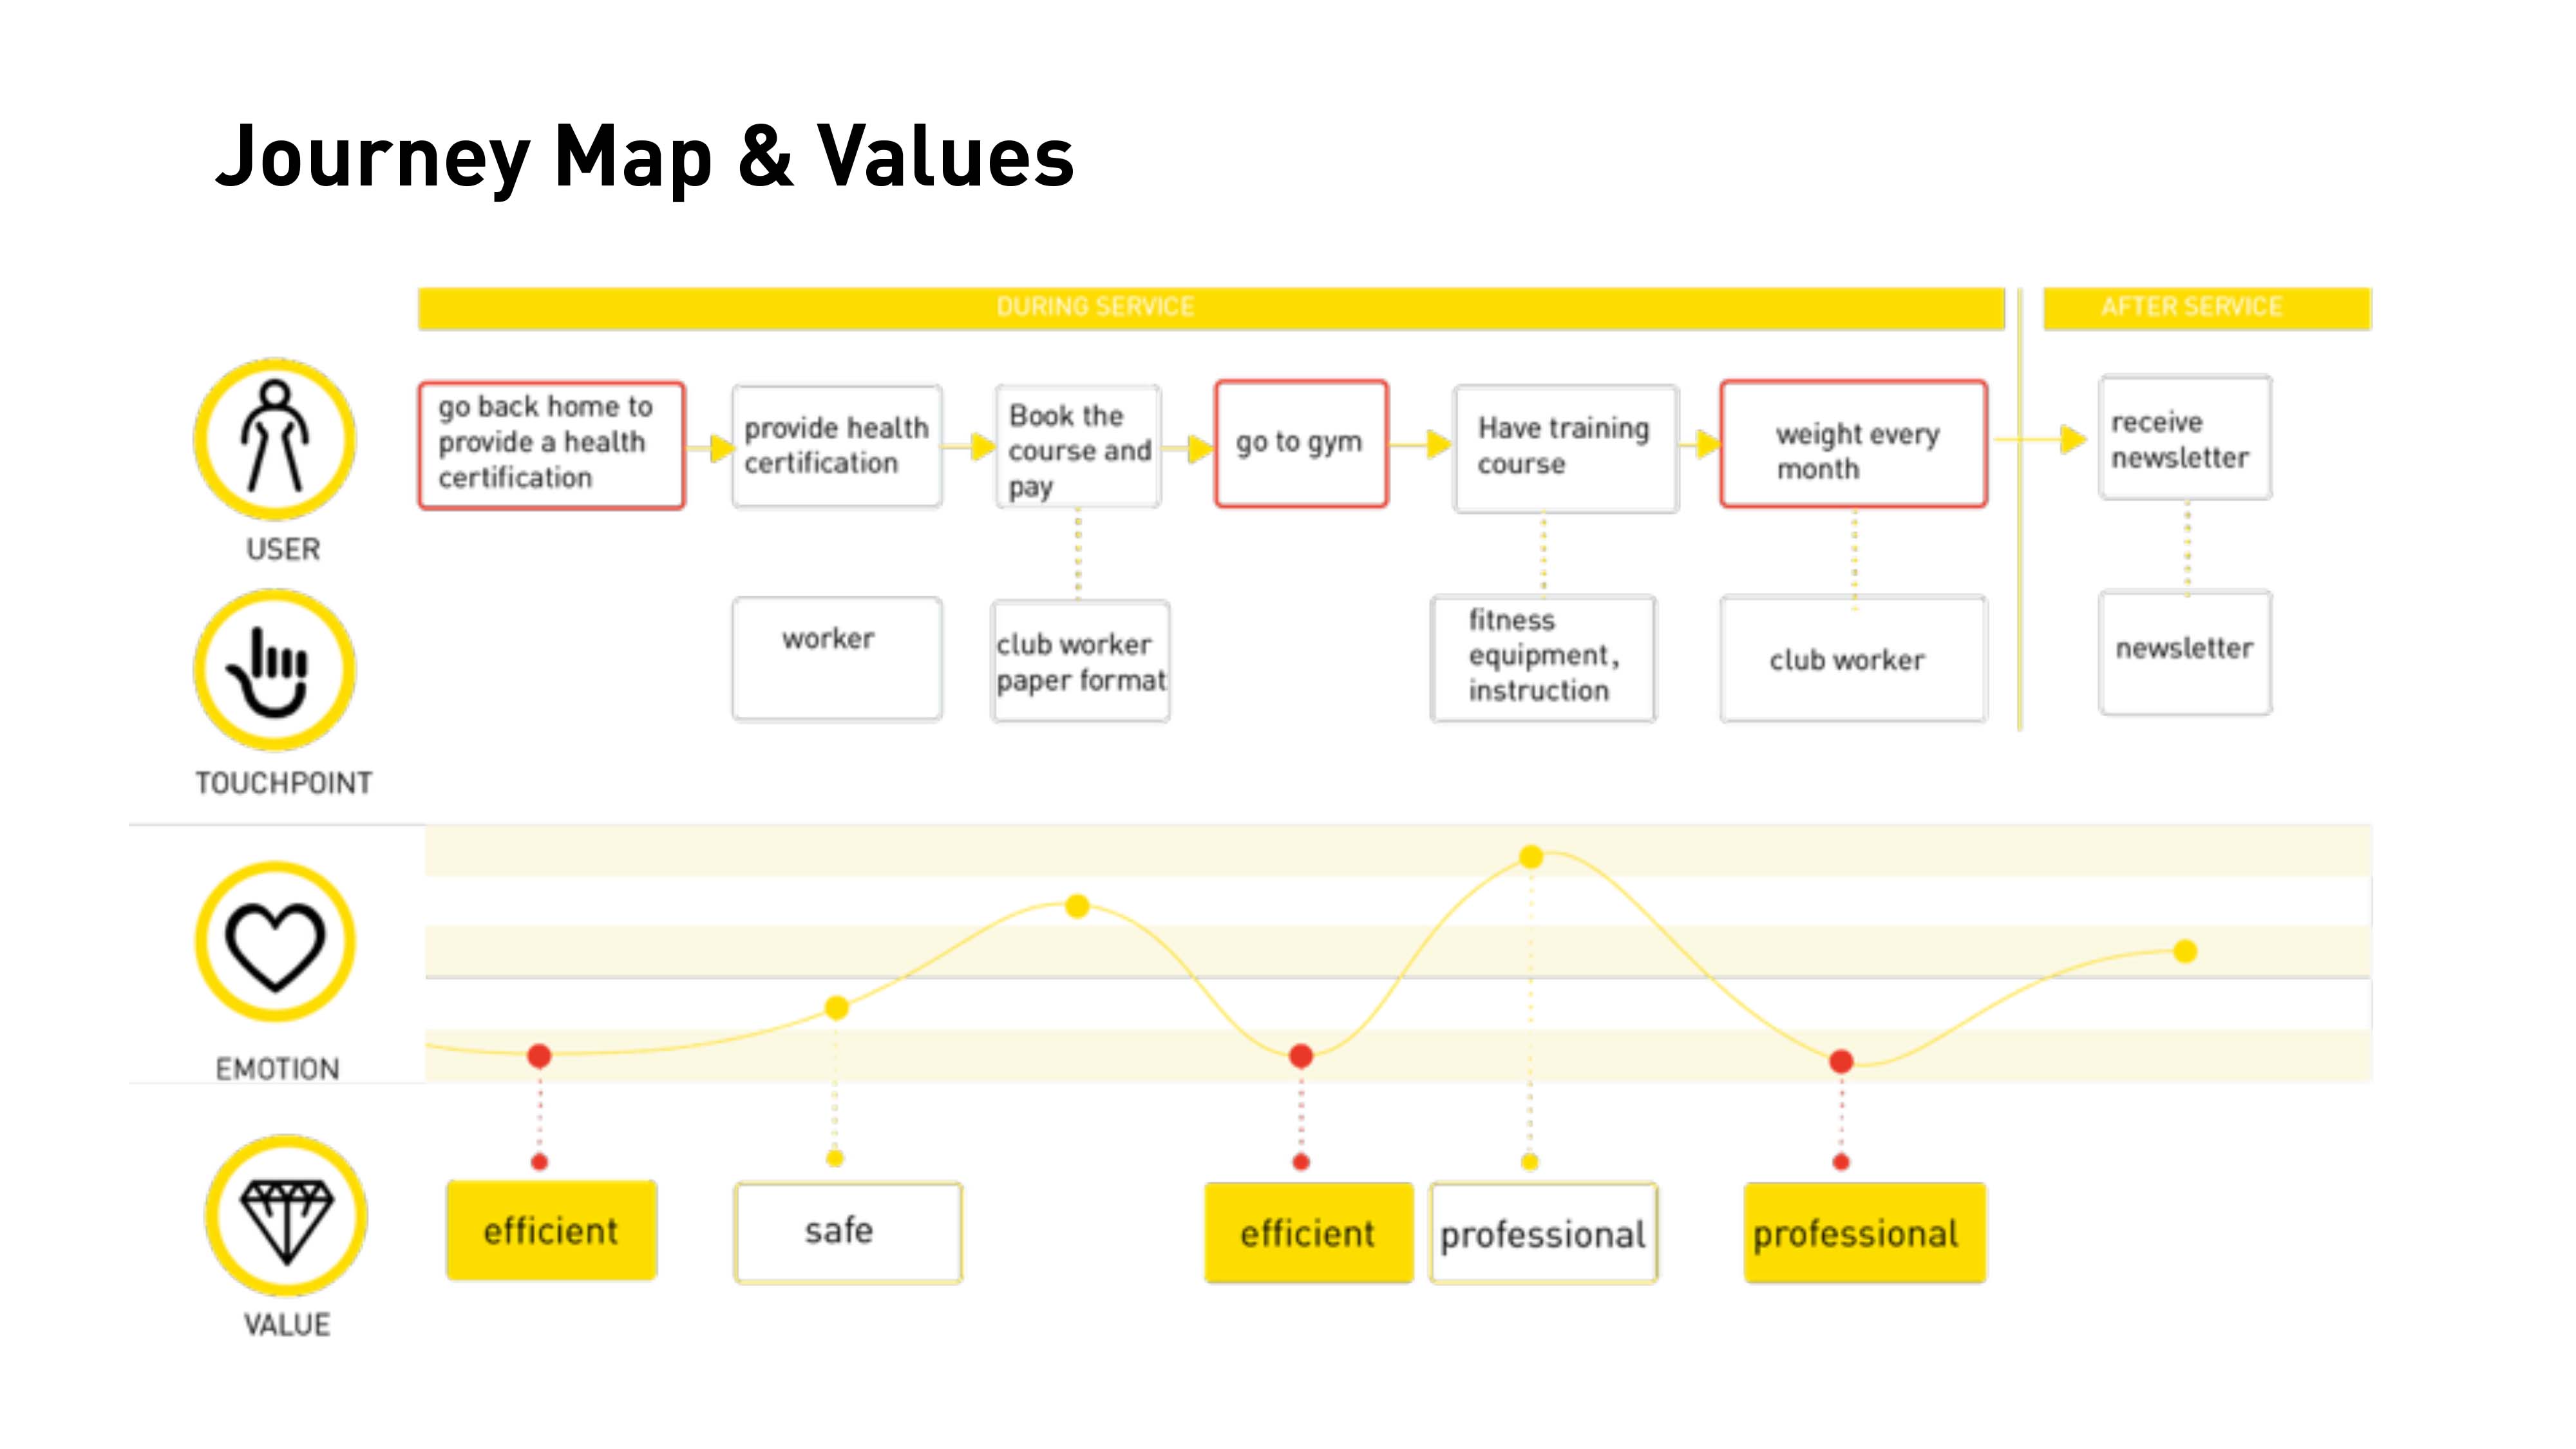 Journey Map & Values
DURING SERVICE
AFTER SERVICE
go back home to
provide a health
certification
provide health
certification
Book the
course and
pay
go to gym
Have training
course
weight every
month
receive
newsletter
USER
worker
club worker
paper format
fitness
equipment,
instruction
club worker
newsletter
TOUCHPOINT
EMOTION
efficient
safe
efficient
professional
professional
VALUE